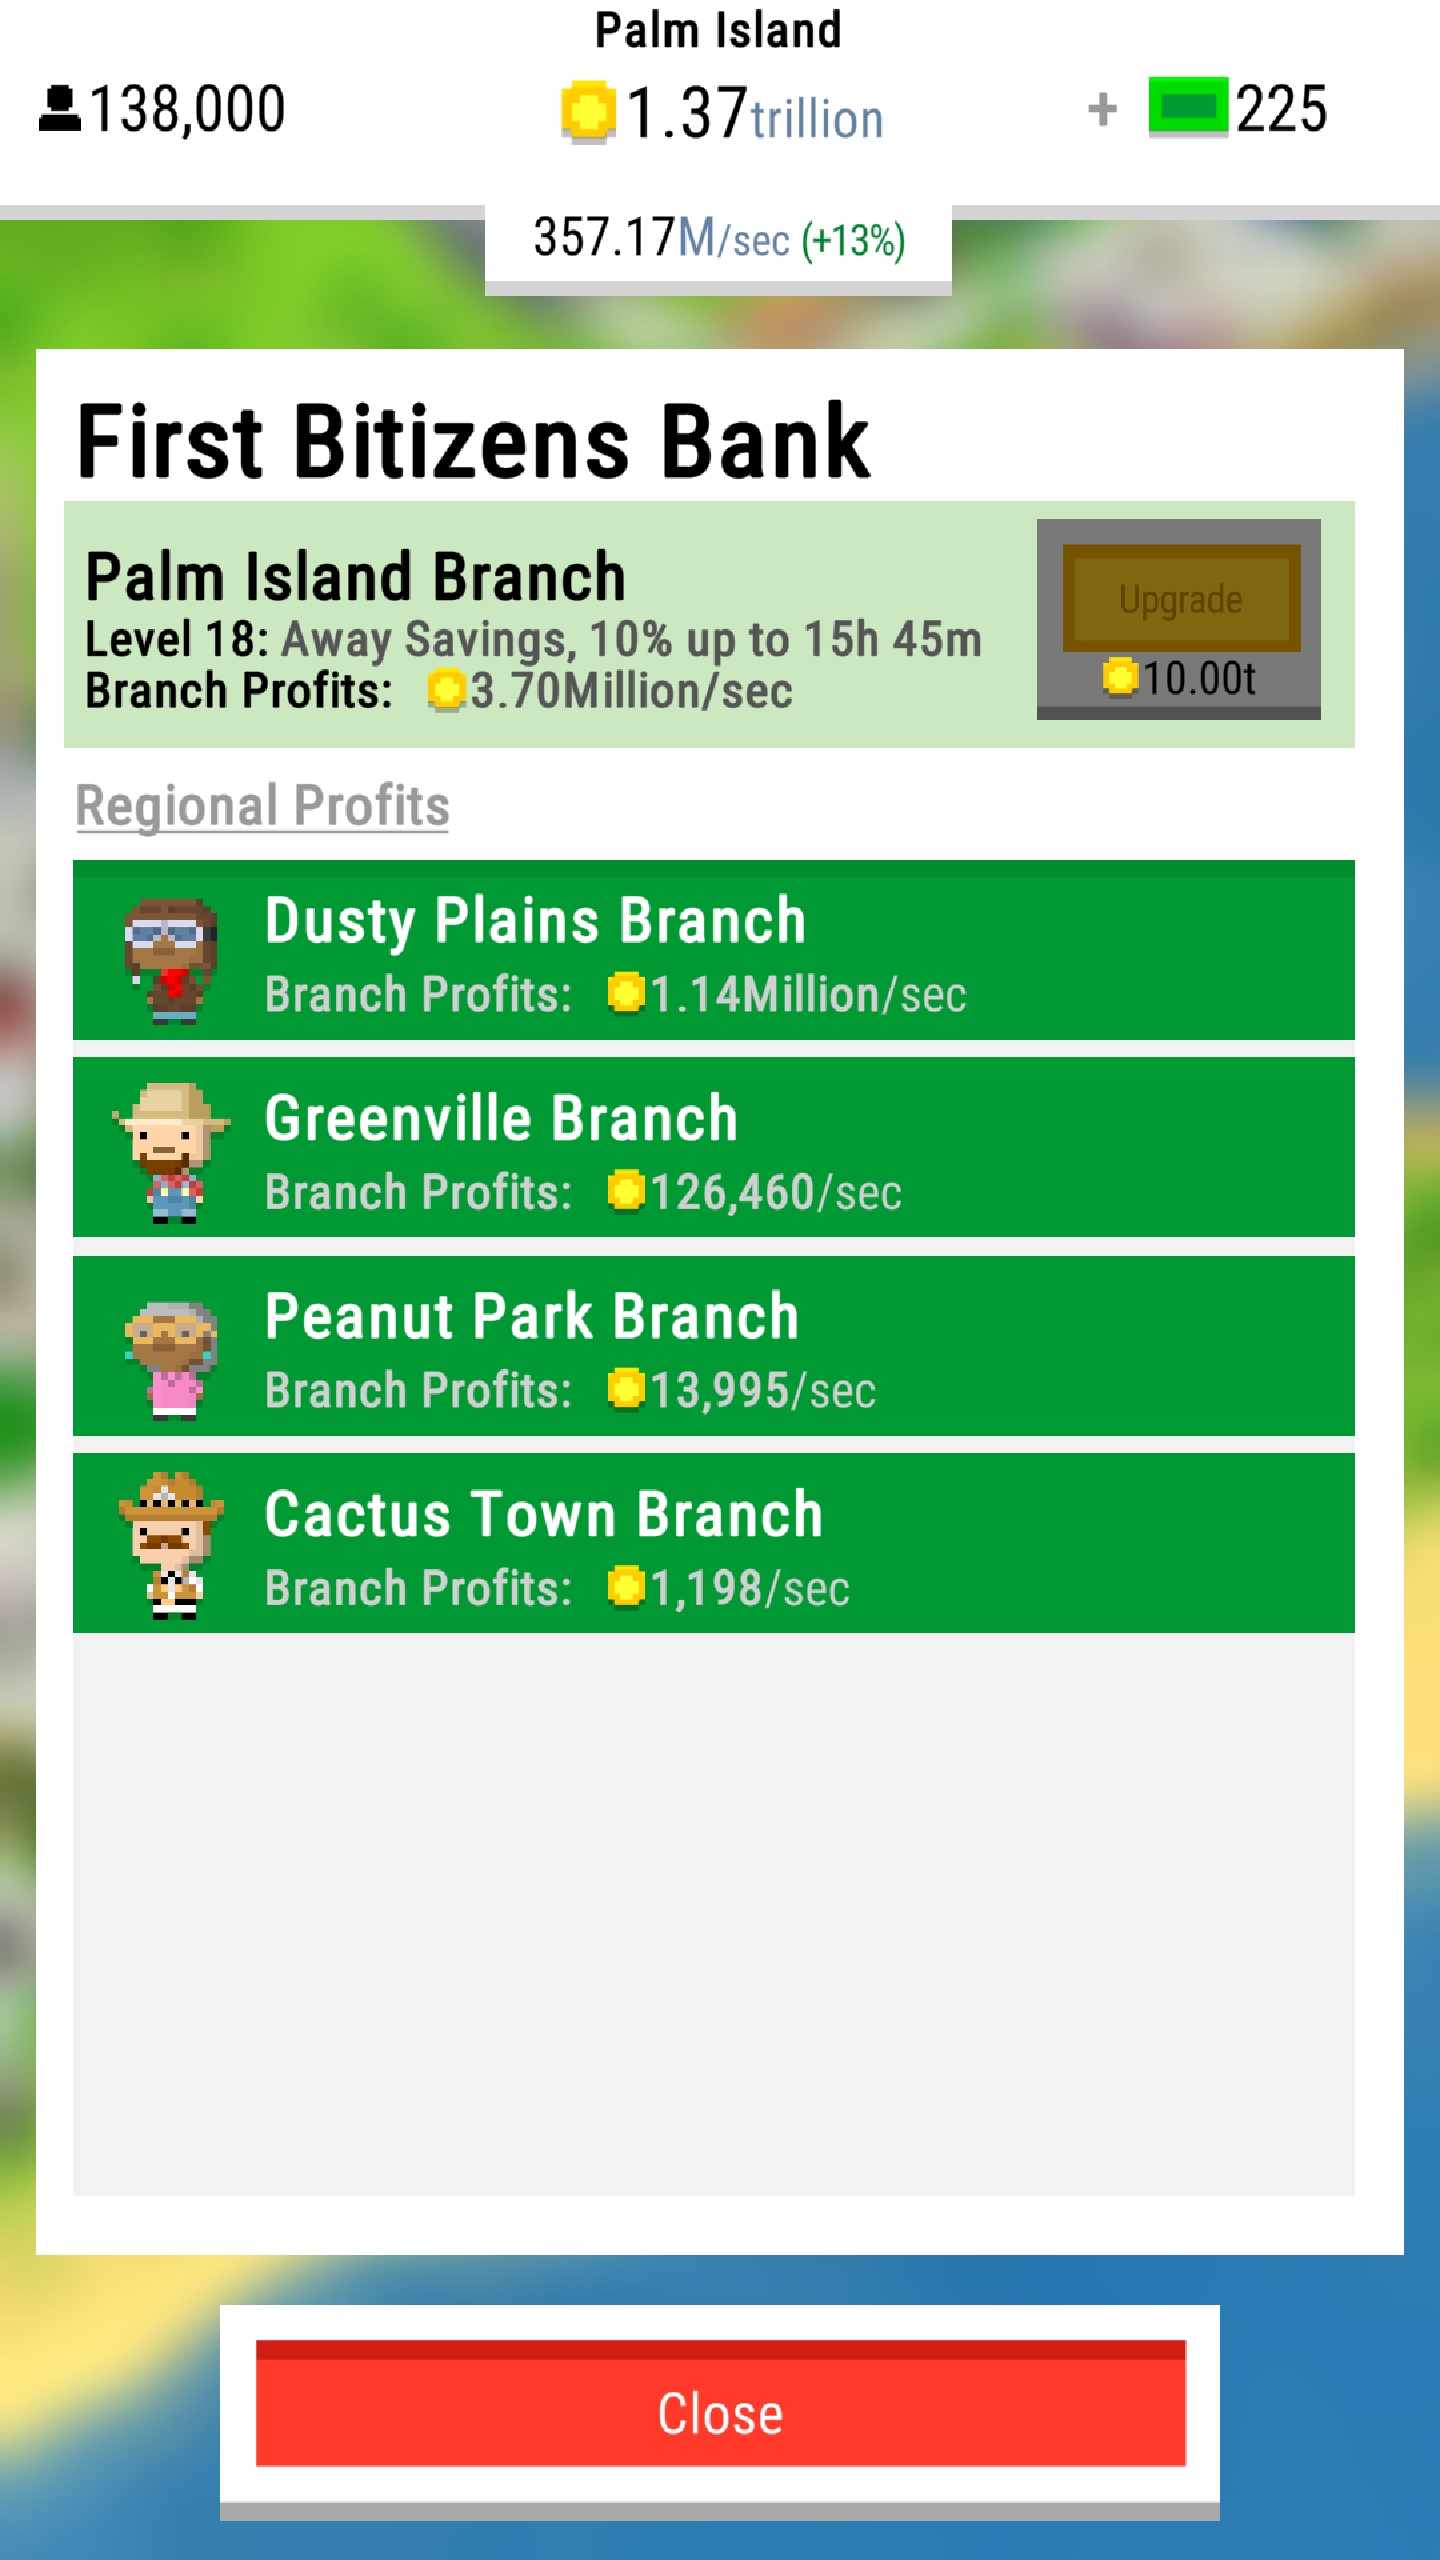 Palm Island
138,000 1.37trillion + 225
357.17M/sec (+13%)
First Bitizens Bank
Palm Island Branch
Level 18: Away Savings, 10% up to 15h 45m
Branch Profits: 3.70Million/sec
Upgrade
10.00t
Regional Profits
Dusty Plains Branch
Branch Profits: 1.14Million/sec
Greenville Branch
Branch Profits: 126,460/sec
Peanut Park Branch
Branch Profits: 13,995/sec
Cactus Town Branch
Branch Profits: 1,198/sec
Close